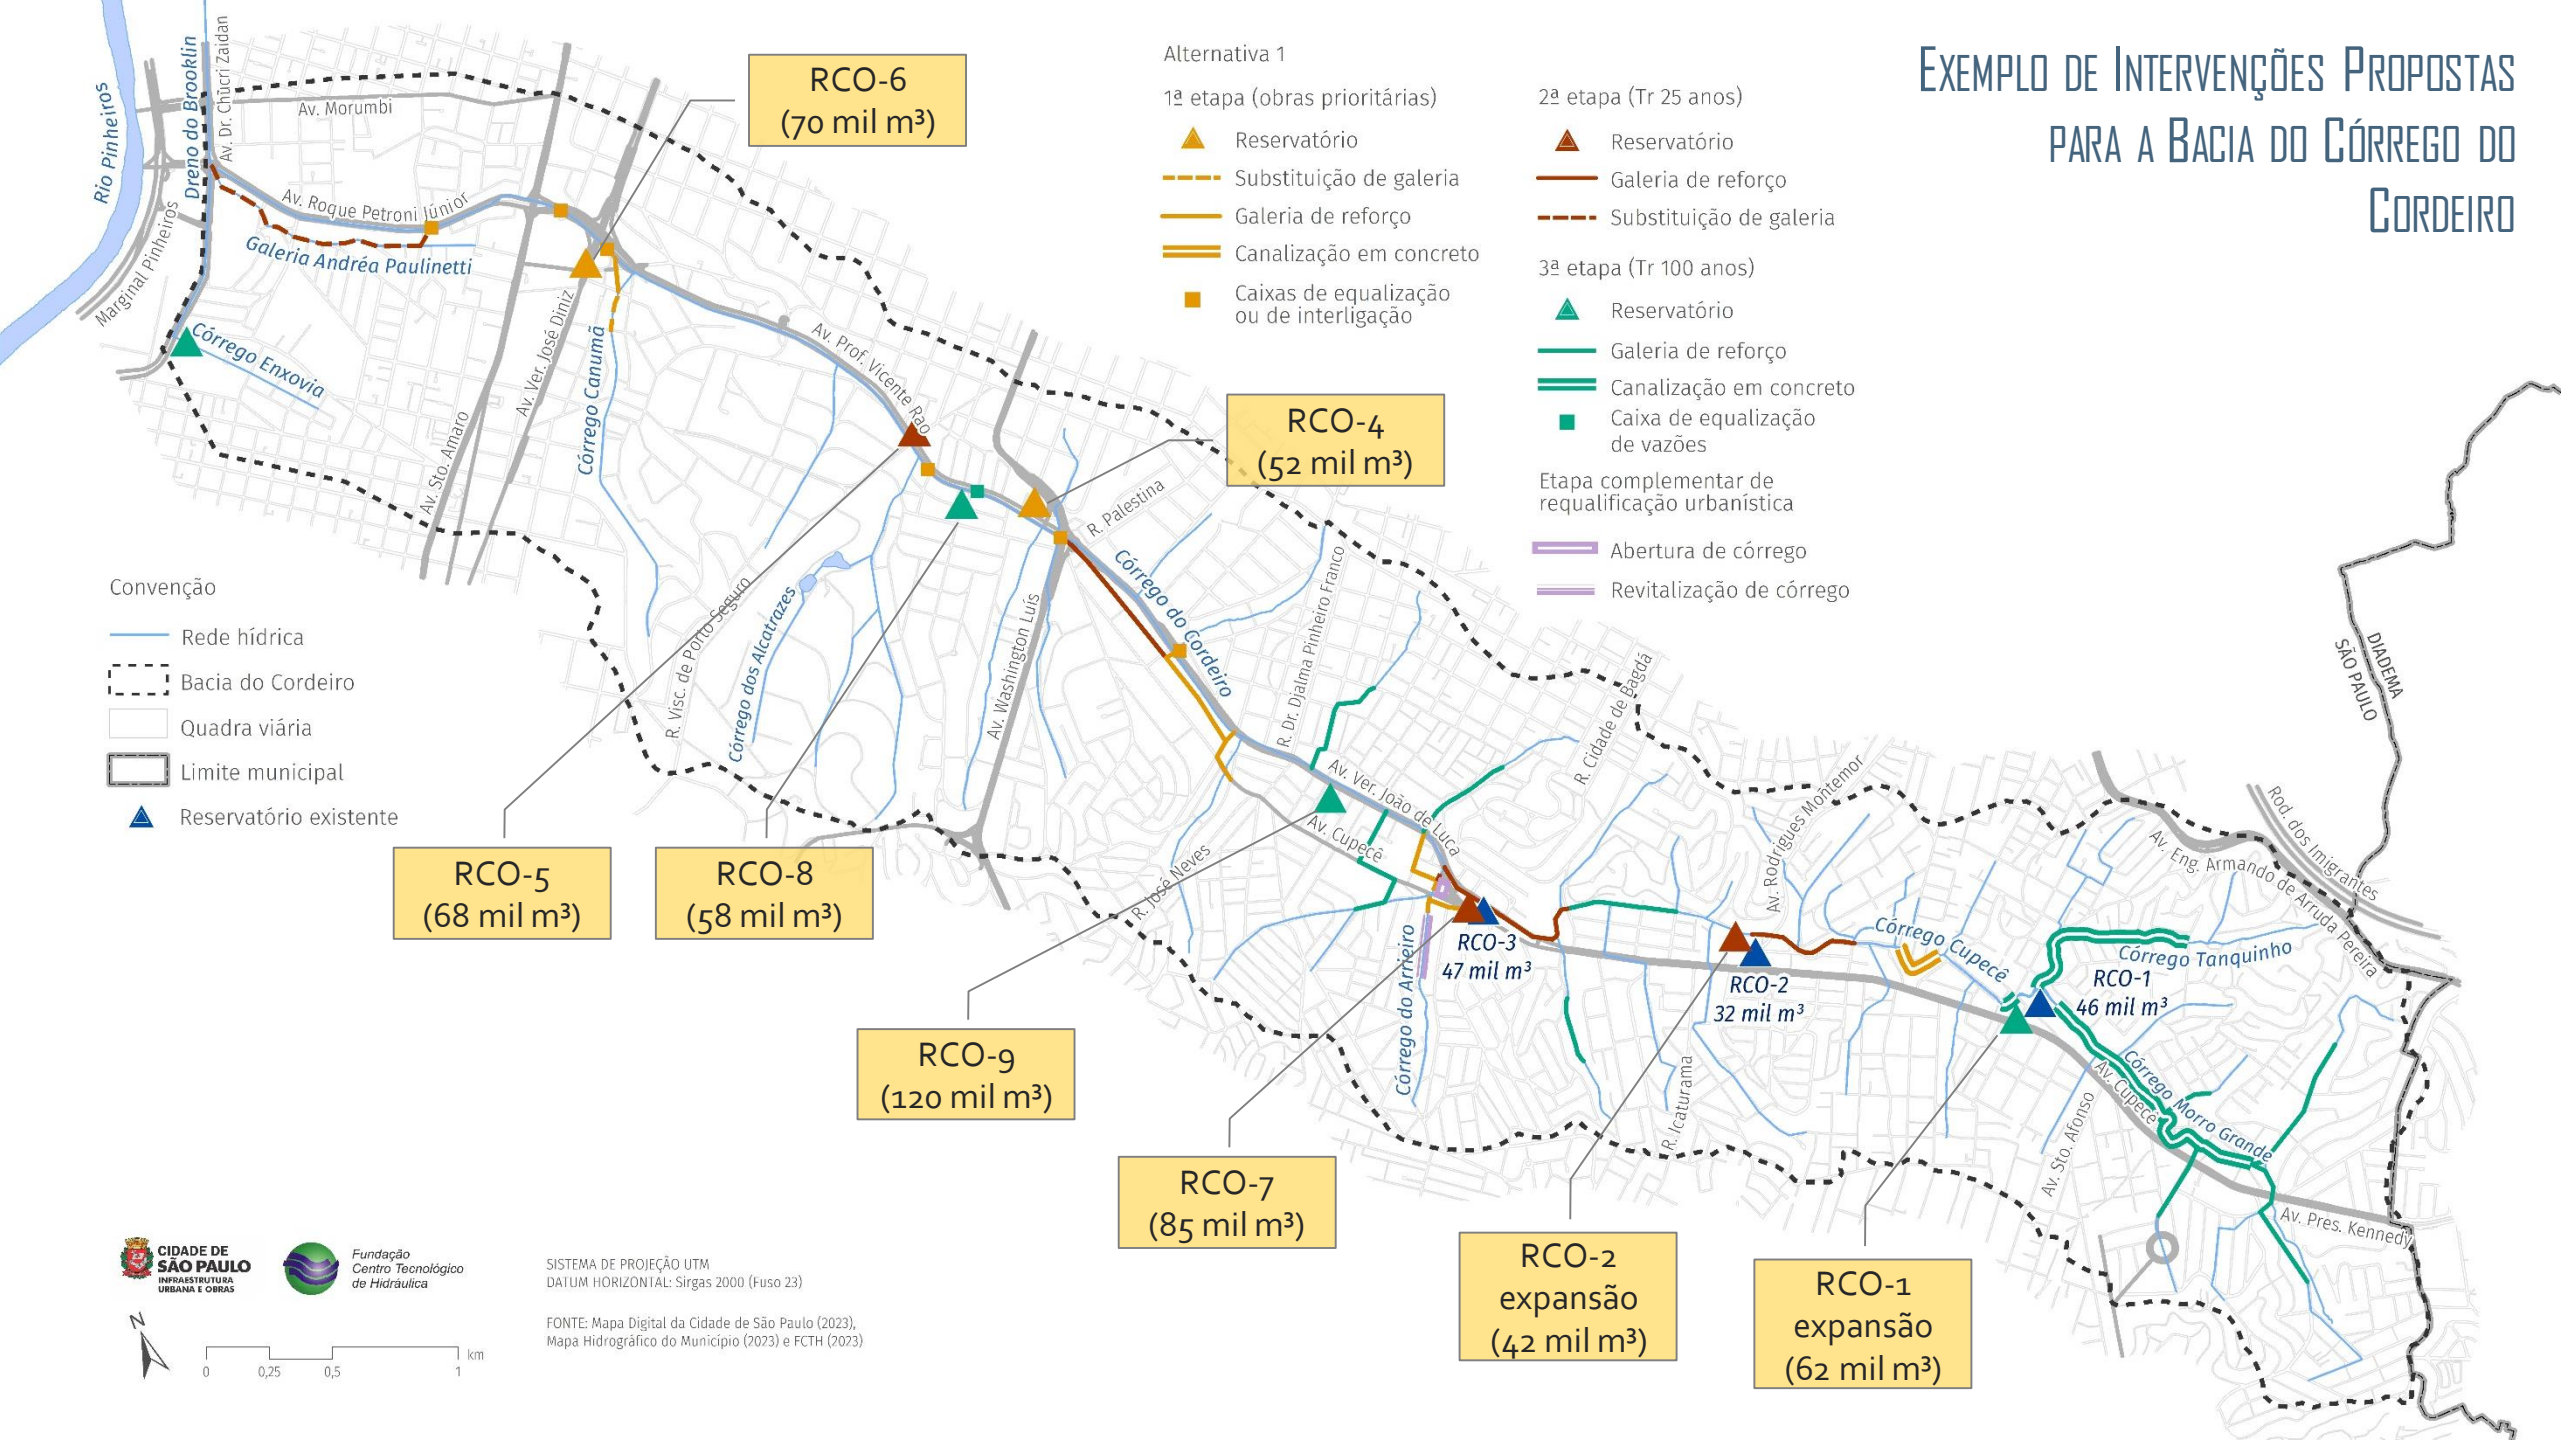 EXEMPLO DE INTERVENÇÕES PROPOSTAS
PARA A BACIA DO CÓRREGO DO
CORDEIRO
Alternativa 1
1ª etapa (obras prioritárias)
Reservatório
Substituição de galeria
Galeria de reforço
Canalização em concreto
Caixas de equalização
ou de interligação
2ª etapa (Tr 25 anos)
Reservatório
Galeria de reforço
Substituição de galeria
3ª etapa (Tr 100 anos)
Reservatório
Galeria de reforço
Canalização em concreto
Caixa de equalização
de vazões
Etapa complementar de
requalificação urbanística
Abertura de córrego
Revitalização de córrego
RCO-6
(70 mil m³)
RCO-4
(52 mil m³)
RCO-5
(68 mil m³)
RCO-8
(58 mil m³)
RCO-9
(120 mil m³)
RCO-7
(85 mil m³)
RCO-2
expansão
(42 mil m³)
RCO-1
expansão
(62 mil m³)
Rio Pinheiros
Marginal Pinheiros
Dreno do Brooklin
Av. Dr. Chucri Zaidan
Av. Morumbi
Av. Roque Petroni Júnior
Galeria Andréa Paulinetti
Córrego Enxovia
Av. Sto. Amaro
Av. Ver. José Diniz
Córrego Canumã
Av. Prof. Vicente Rao
R. Visc. de Porto Seguro
Córrego dos Alcatrazes
Av. Washington Luís
R. Palestina
Córrego do Cordeiro
R. Dr. Djalma Pinheiro Franco
R. Cidade de Bagdá
Av. Ver. João de Luca
Av. Cupecê
R. José Neves
Córrego do Arrieiro
RCO-3
47 mil m³
Av. Rodrigues Montemor
RCO-2
32 mil m³
R. Icaturama
Córrego Cupecê
Córrego Tanquinho
RCO-1
46 mil m³
Av. Cupecê
Córrego Morro Grande
Av. Sto. Afonso
Av. Pres. Kennedy
Av. Eng. Armando de Arruda Pereira
Rod. dos Imigrantes
DIADEMA
SÃO PAULO
Convenção
Rede hídrica
Bacia do Cordeiro
Quadra viária
Limite municipal
Reservatório existente
CIDADE DE
SÃO PAULO
INFRAESTRUTURA
URBANA E OBRAS
Fundação
Centro Tecnológico
de Hidráulica
SISTEMA DE PROJEÇÃO UTM
DATUM HORIZONTAL: Sirgas 2000 (Fuso 23)
FONTE: Mapa Digital da Cidade de São Paulo (2023),
Mapa Hidrográfico do Município (2023) e FCTH (2023)
N
km
0 0,25 0,5 1